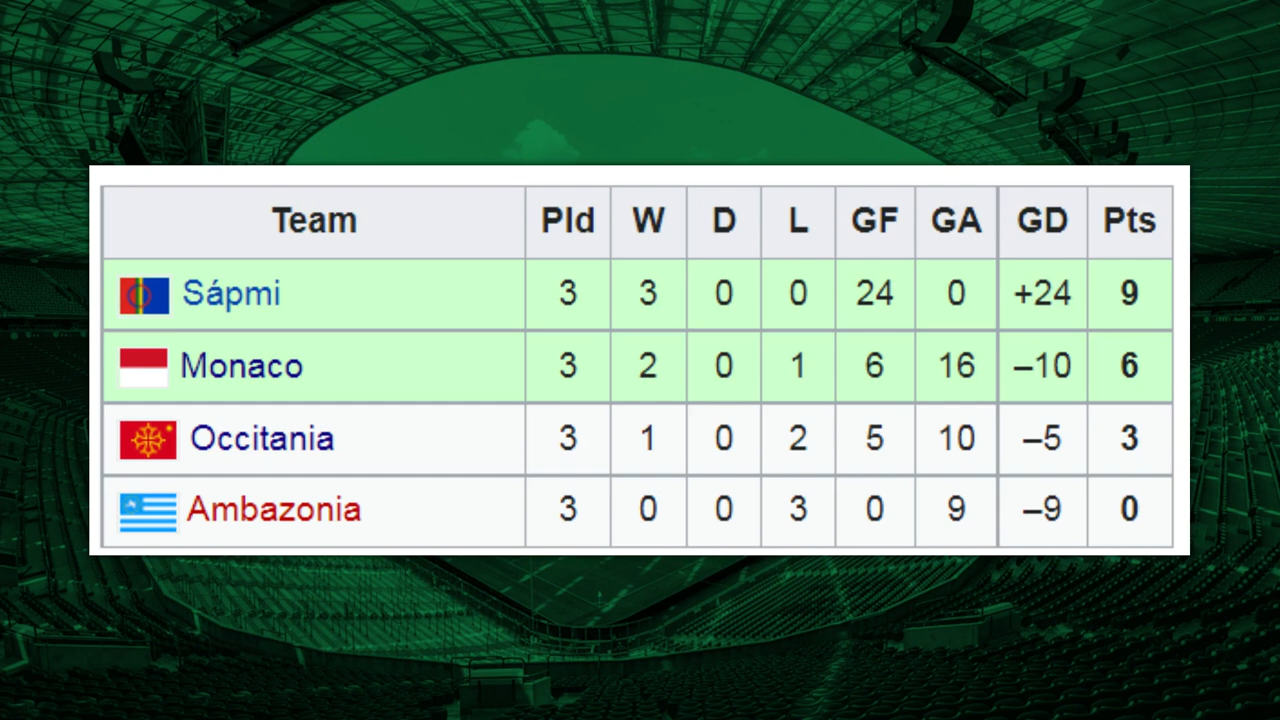 Team Pld W D L GF GA GD Pts
Sápmi 3 3 0 0 24 0 +24 9
Monaco 3 2 0 1 6 16 –10 6
Occitania 3 1 0 2 5 10 –5 3
Ambazonia 3 0 0 3 0 9 –9 0